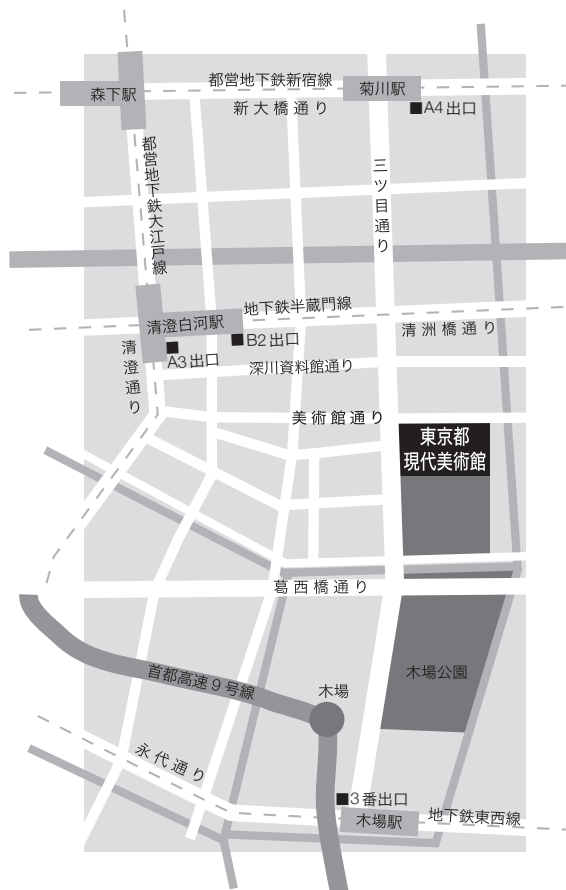 都営地下鉄新宿線
森下駅
菊川駅
新大橋通り
■A4出口
都営地下鉄大江戸線
三ツ目通り
地下鉄半蔵門線
清澄白河駅
清洲橋通り
■B2出口
清澄通り
■
A3出口
深川資料館通り
美術館通り
東京都
現代美術館
葛西橋通り
木場公園
首都高速9号線
木場
永代通り
■3番出口
地下鉄東西線
木場駅